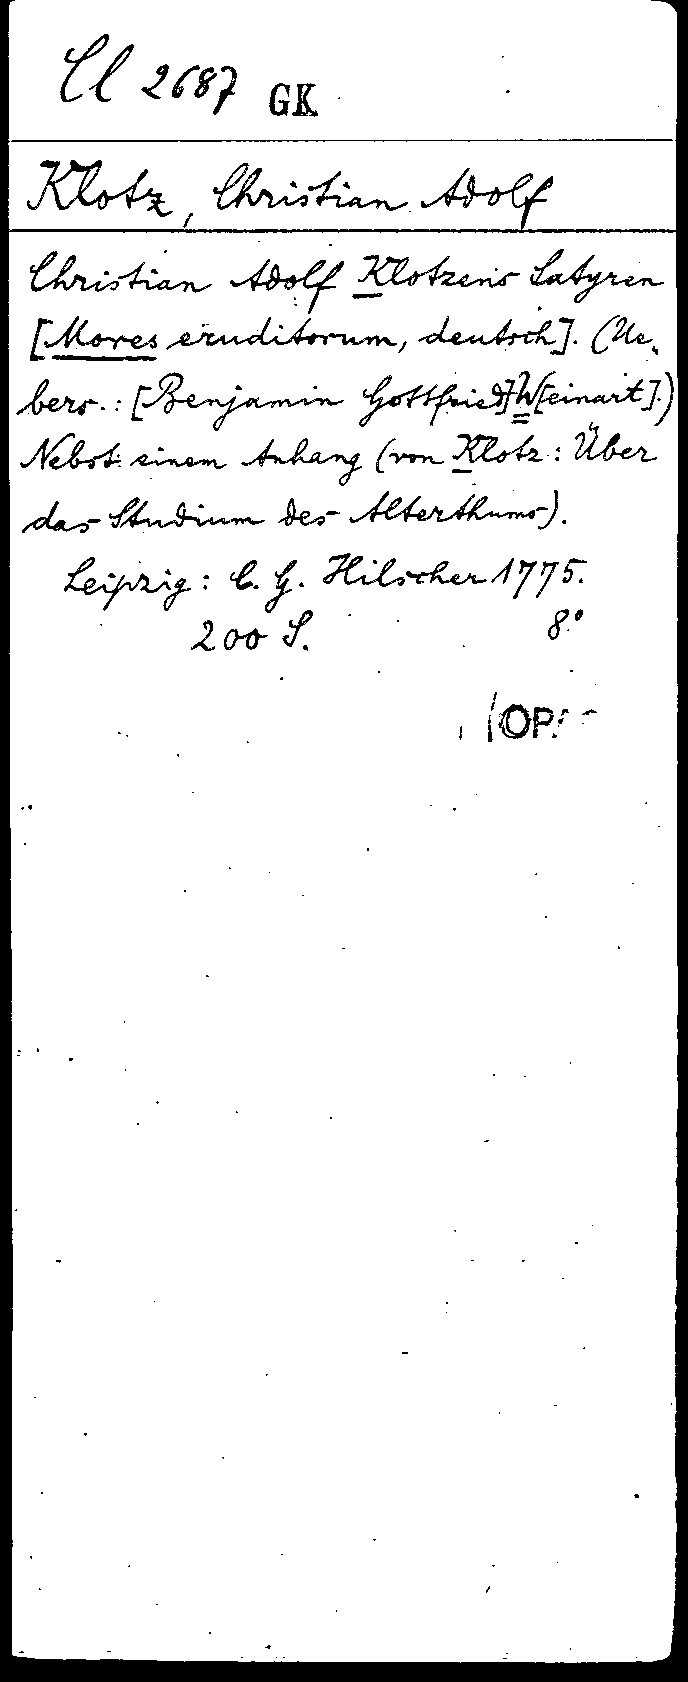 Cl 2687 GK
Klotz, Christian Adolf
Christian Adolf Klotzens Satyren
[Mores eruditorum, deutsch]. (Ue-
bers.: [Benjamin Gottfried] W[einart].)
Nebst einem Anhang (von Klotz: Über
das Studium des Alterthums).
Leipzig: C. G. Hilscher 1775.
200 S. 8°